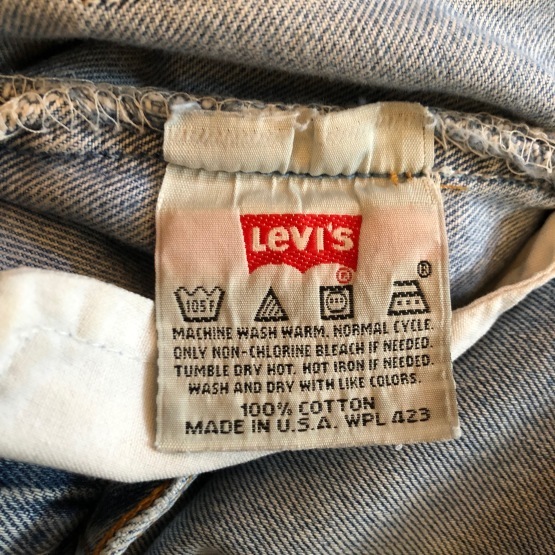 LEVI'S ®
®
105F
MACHINE WASH WARM, NORMAL CYCLE.
ONLY NON-CHLORINE BLEACH IF NEEDED.
TUMBLE DRY HOT. HOT IRON IF NEEDED.
WASH AND DRY WITH LIKE COLORS.
100% COTTON
MADE IN U.S.A. WPL 423